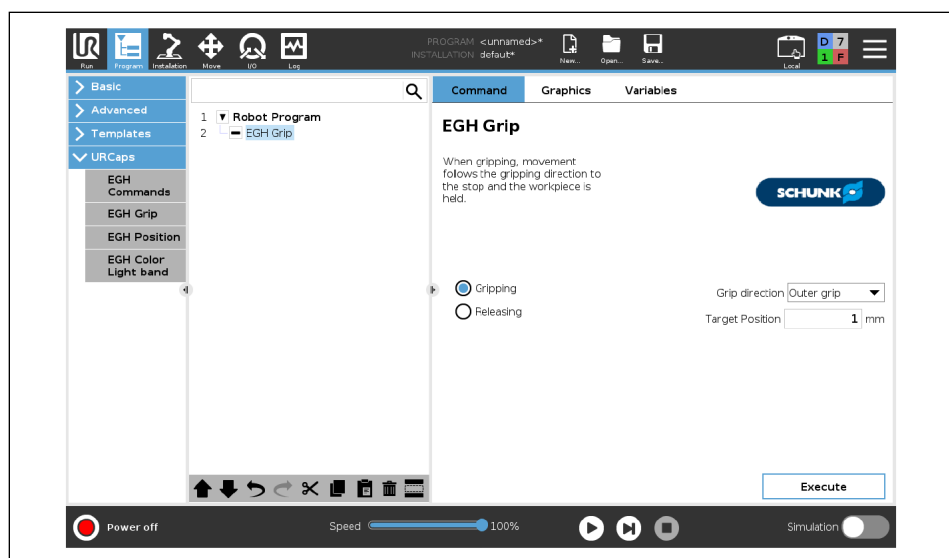 PROGRAM <unnamed>*
INSTALLATION default*
Run
Program
Installation
Move
I/O
Log
New...
Open...
Save...
Local
D 7
1 F
Basic
Advanced
Templates
URCaps
EGH
Commands
EGH Grip
EGH Position
EGH Color
Light band
1 Robot Program
2 EGH Grip
Command Graphics Variables
EGH Grip
When gripping, movement
follows the gripping direction to
the stop and the workpiece is
held.
SCHUNK
Gripping
Releasing
Grip direction Outer grip
Target Position 1 mm
Execute
Power off
Speed 100%
Simulation